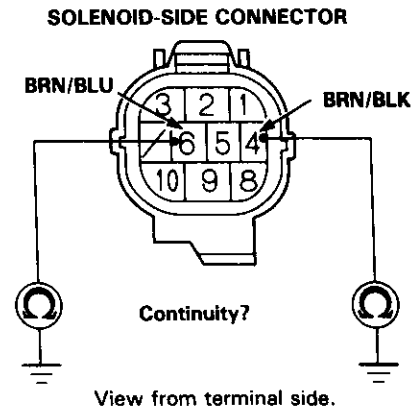 SOLENOID-SIDE CONNECTOR
BRN/BLU
BRN/BLK
3 2 1
6 5 4
10 9 8
Ω Ω
Continuity?
View from terminal side.